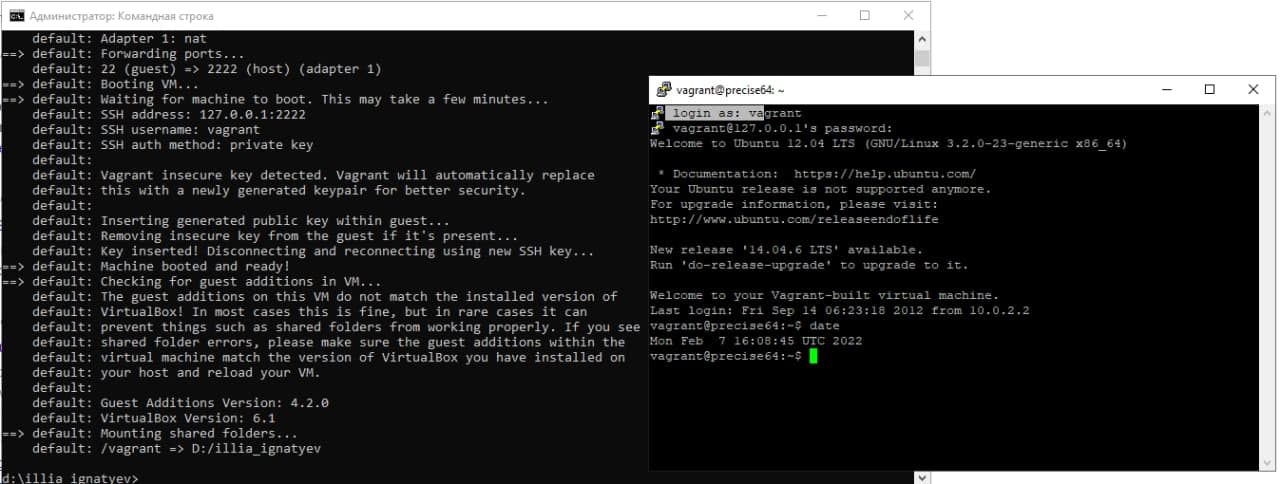 Администратор: Командная строка
default: Adapter 1: nat
==> default: Forwarding ports...
default: 22 (guest) => 2222 (host) (adapter 1)
==> default: Booting VM...
==> default: Waiting for machine to boot. This may take a few minutes...
default: SSH address: 127.0.0.1:2222
default: SSH username: vagrant
default: SSH auth method: private key
default:
default: Vagrant insecure key detected. Vagrant will automatically replace
default: this with a newly generated keypair for better security.
default:
default: Inserting generated public key within guest...
default: Removing insecure key from the guest if it's present...
default: Key inserted! Disconnecting and reconnecting using new SSH key...
==> default: Machine booted and ready!
==> default: Checking for guest additions in VM...
default: The guest additions on this VM do not match the installed version of
default: VirtualBox! In most cases this is fine, but in rare cases it can
default: prevent things such as shared folders from working properly. If you see
default: shared folder errors, please make sure the guest additions within the
default: virtual machine match the version of VirtualBox you have installed on
default: your host and reload your VM.
default:
default: Guest Additions Version: 4.2.0
default: VirtualBox Version: 6.1
==> default: Mounting shared folders...
default: /vagrant => D:/illia_ignatyev
d:\illia_ignatyev>
vagrant@precise64: ~
login as: vagrant
vagrant@127.0.0.1's password:
Welcome to Ubuntu 12.04 LTS (GNU/Linux 3.2.0-23-generic x86_64)
* Documentation:  https://help.ubuntu.com/
Your Ubuntu release is not supported anymore.
For upgrade information, please visit:
http://www.ubuntu.com/releaseendoflife
New release '14.04.6 LTS' available.
Run 'do-release-upgrade' to upgrade to it.
Welcome to your Vagrant-built virtual machine.
Last login: Fri Sep 14 06:23:18 2012 from 10.0.2.2
vagrant@precise64:~$ date
Mon Feb  7 16:08:45 UTC 2022
vagrant@precise64:~$